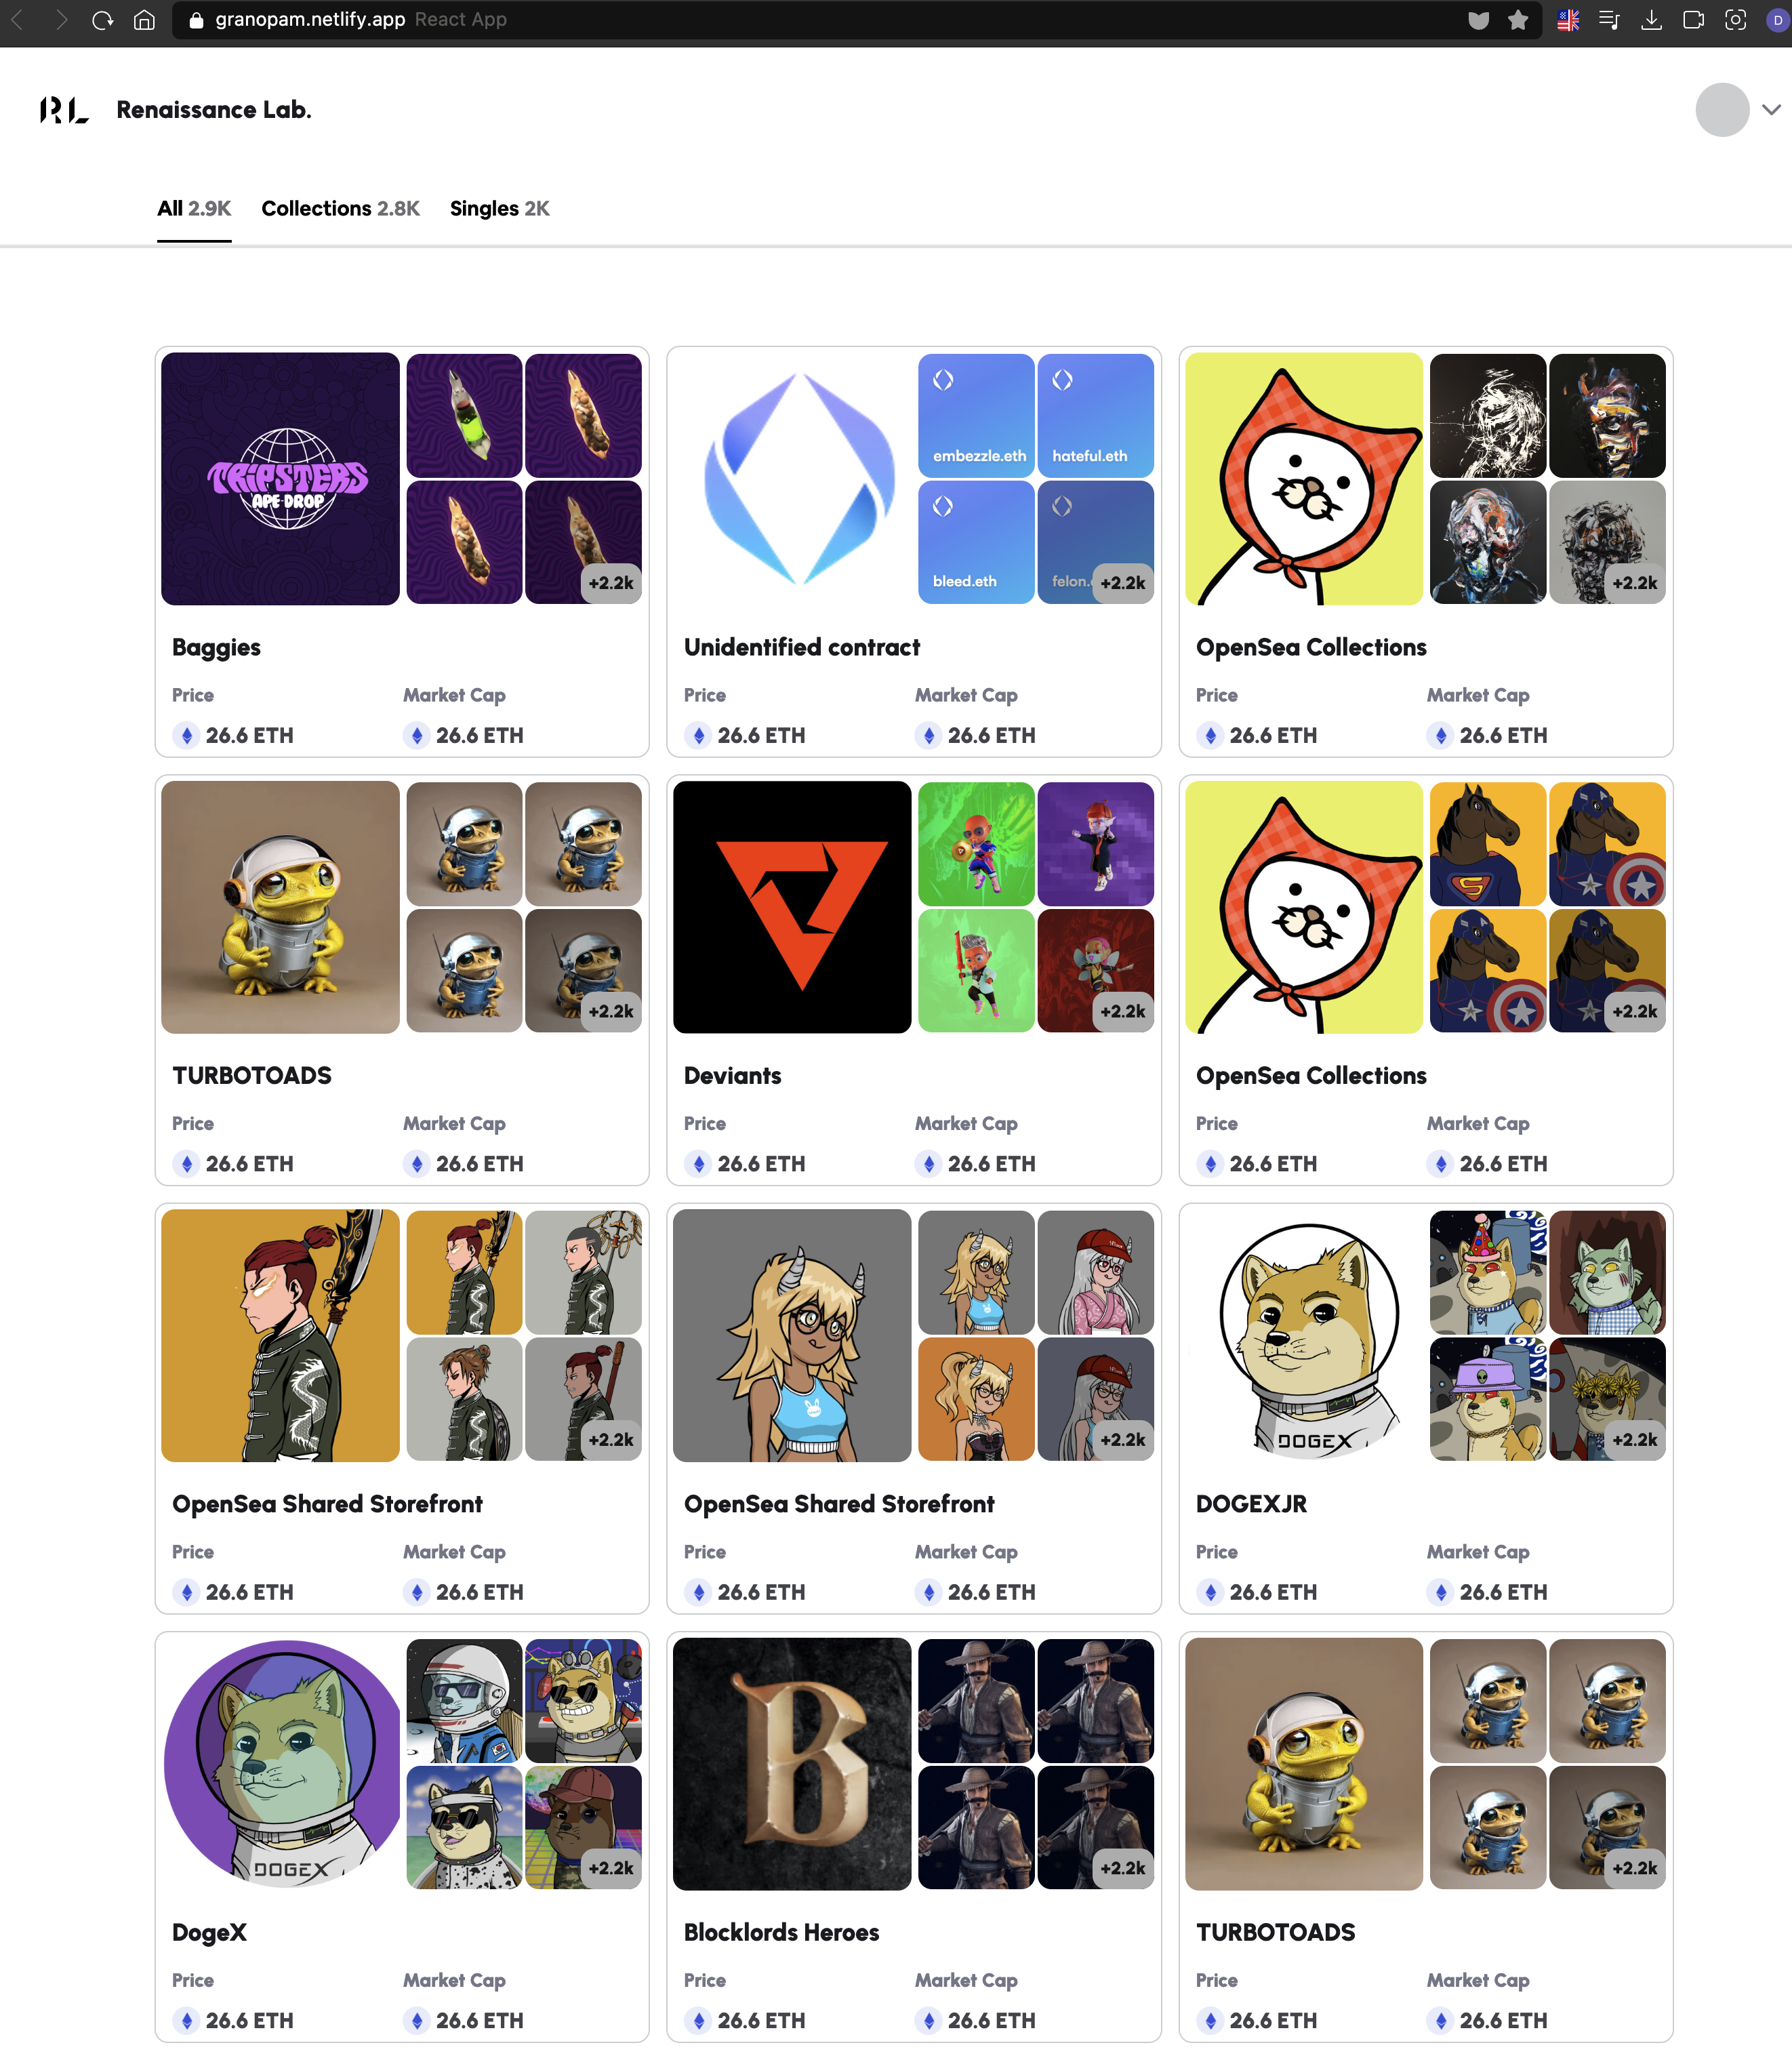 granopam.netlify.app React App
D
RL Renaissance Lab.
All 2.9K Collections 2.8K Singles 2K
TRiPSTERS
APE DROP
+2.2k
embezzle.eth hateful.eth
bleed.eth felon. +2.2k
+2.2k
Baggies
Unidentified contract
OpenSea Collections
Price Market Cap
Price Market Cap
Price Market Cap
26.6 ETH 26.6 ETH
26.6 ETH 26.6 ETH
26.6 ETH 26.6 ETH
+2.2k
+2.2k
S
+2.2k
TURBOTOADS
Deviants
OpenSea Collections
Price Market Cap
Price Market Cap
Price Market Cap
26.6 ETH 26.6 ETH
26.6 ETH 26.6 ETH
26.6 ETH 26.6 ETH
+2.2k
+2.2k
DOGEX
+2.2k
OpenSea Shared Storefront
OpenSea Shared Storefront
DOGEXJR
Price Market Cap
Price Market Cap
Price Market Cap
26.6 ETH 26.6 ETH
26.6 ETH 26.6 ETH
26.6 ETH 26.6 ETH
DOGEX
+2.2k
B
+2.2k
+2.2k
DogeX
Blocklords Heroes
TURBOTOADS
Price Market Cap
Price Market Cap
Price Market Cap
26.6 ETH 26.6 ETH
26.6 ETH 26.6 ETH
26.6 ETH 26.6 ETH